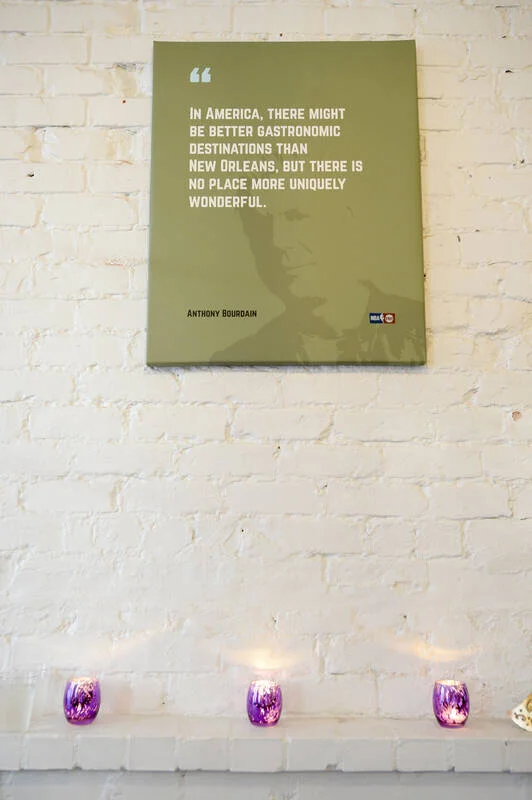 “
In America, there might
be better gastronomic
destinations than
New Orleans, but there is
no place more uniquely
wonderful.
Anthony Bourdain
NBA